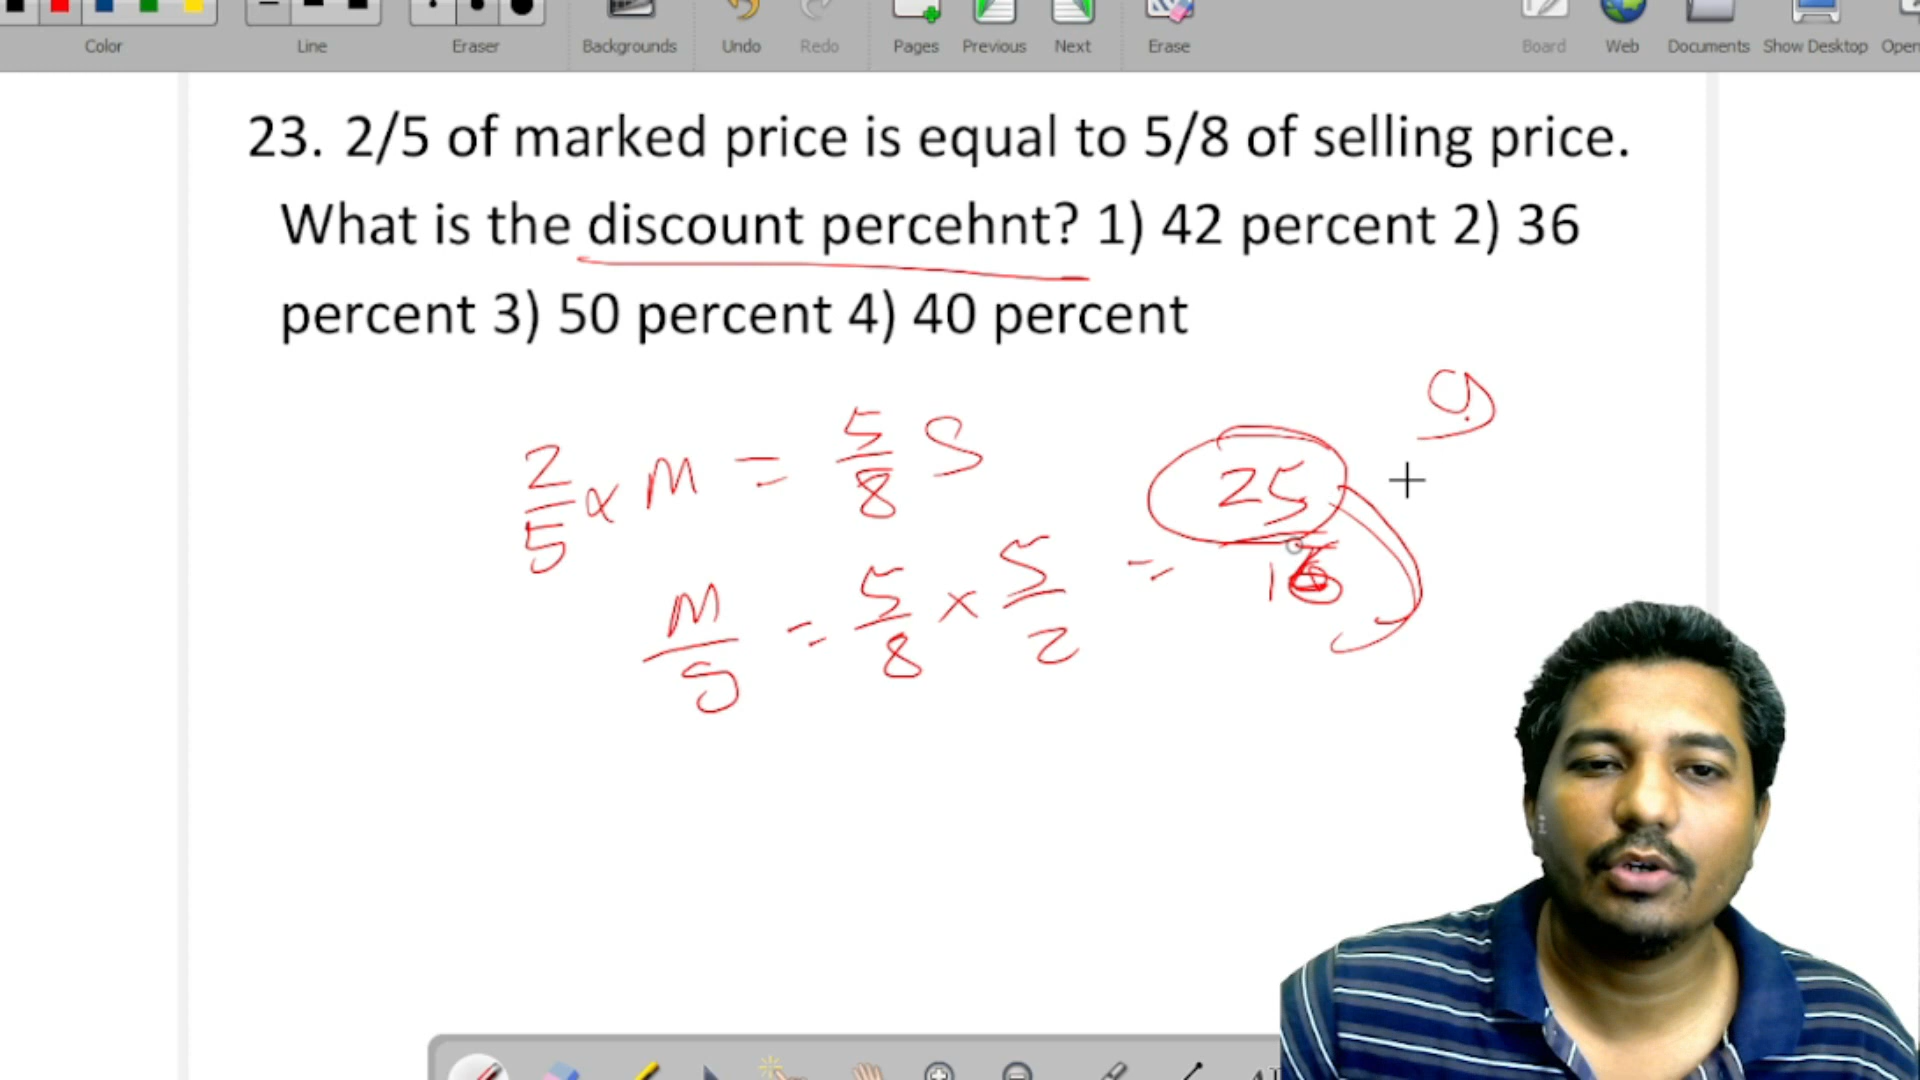 Color Line Eraser Backgrounds Undo Redo Pages Previous Next Erase Board Web Documents Show Desktop Open
23. 2/5 of marked price is equal to 5/8 of selling price.
What is the discount percehnt? 1) 42 percent 2) 36
percent 3) 50 percent 4) 40 percent
9
2/5 × M = 5/8 S
M/S = 5/8 × 5/2 = 25/16